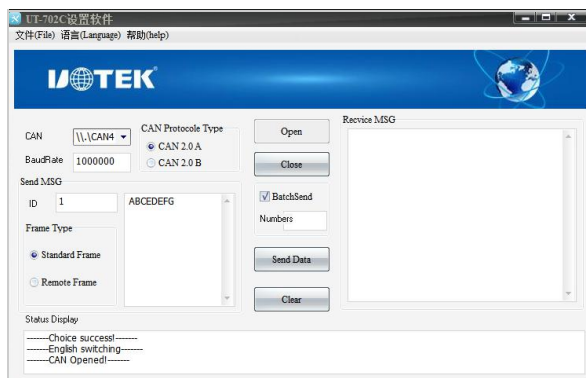 UT-702C设置软件
文件(File) 语言(Language) 帮助(help)
UOTEK®
CAN \\.\CAN4
BaudRate 1000000
CAN Protocole Type
CAN 2.0 A
CAN 2.0 B
Open
Close
Send MSG
ID 1
ABCEDEFG
Frame Type
Standard Frame
Remote Frame
BatchSend
Numbers
Send Data
Clear
Recvice MSG
Status Display
-------Choice success!-------
-------English switching-------
-------CAN Opened!-------